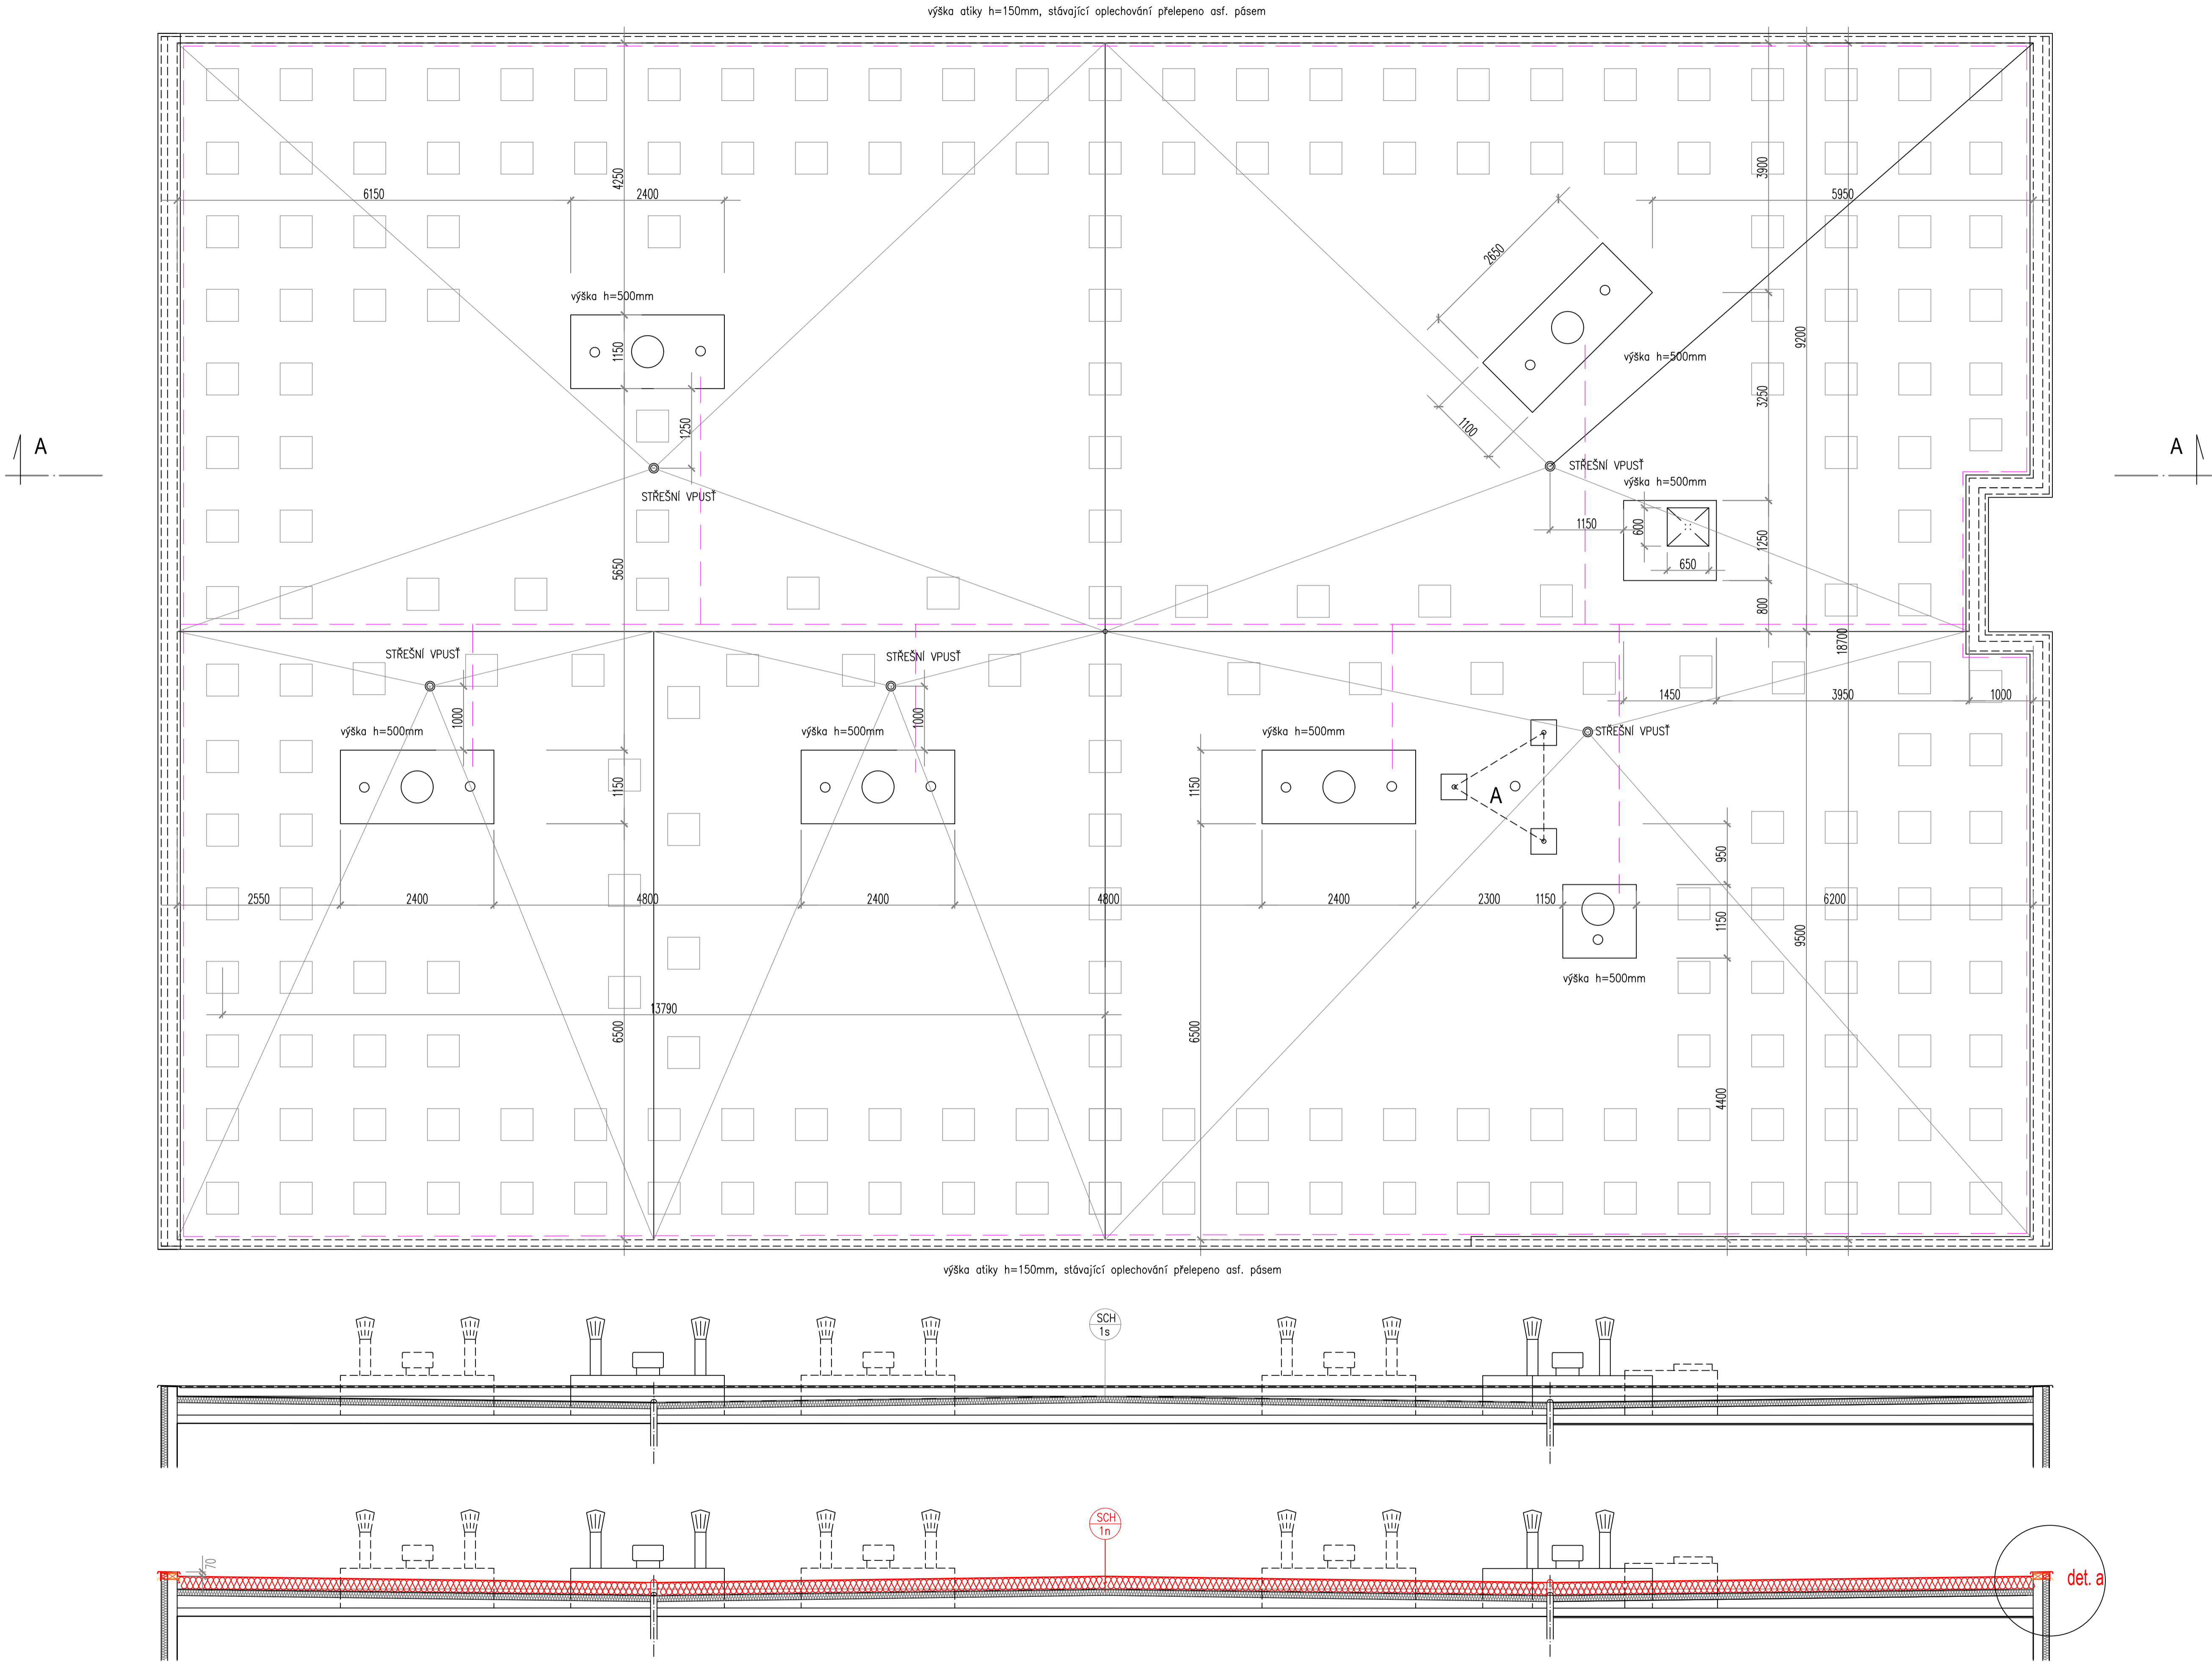 výška atiky h=150mm, stávající oplechování přelepeno asf. pásem
6150
4250
2400
3900
5950
2650
výška h=500mm
9200
1150
výška h=500mm
3250
1250
1100
A
A
STŘEŠNÍ VPUSŤ
STŘEŠNÍ VPUSŤ
výška h=500mm
1150
600
1250
650
5650
800
18700
STŘEŠNÍ VPUSŤ
STŘEŠNÍ VPUSŤ
1450
3950
1000
1000
1000
výška h=500mm
výška h=500mm
výška h=500mm
STŘEŠNÍ VPUSŤ
1150
1150
A
950
2550
2400
4800
2400
4800
2400
2300
1150
6200
1150
9500
výška h=500mm
13790
6500
6500
4400
výška atiky h=150mm, stávající oplechování přelepeno asf. pásem
SCH
1s
SCH
1n
70
det. a